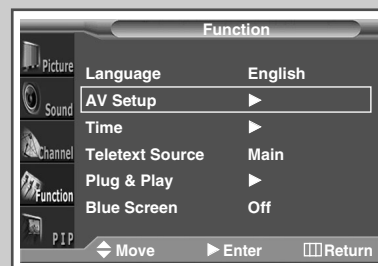 Function
Picture
Sound
Channel
Function
PIP
Language English
AV Setup ▶
Time ▶
Teletext Source Main
Plug & Play ▶
Blue Screen Off
Move ▶ Enter Return